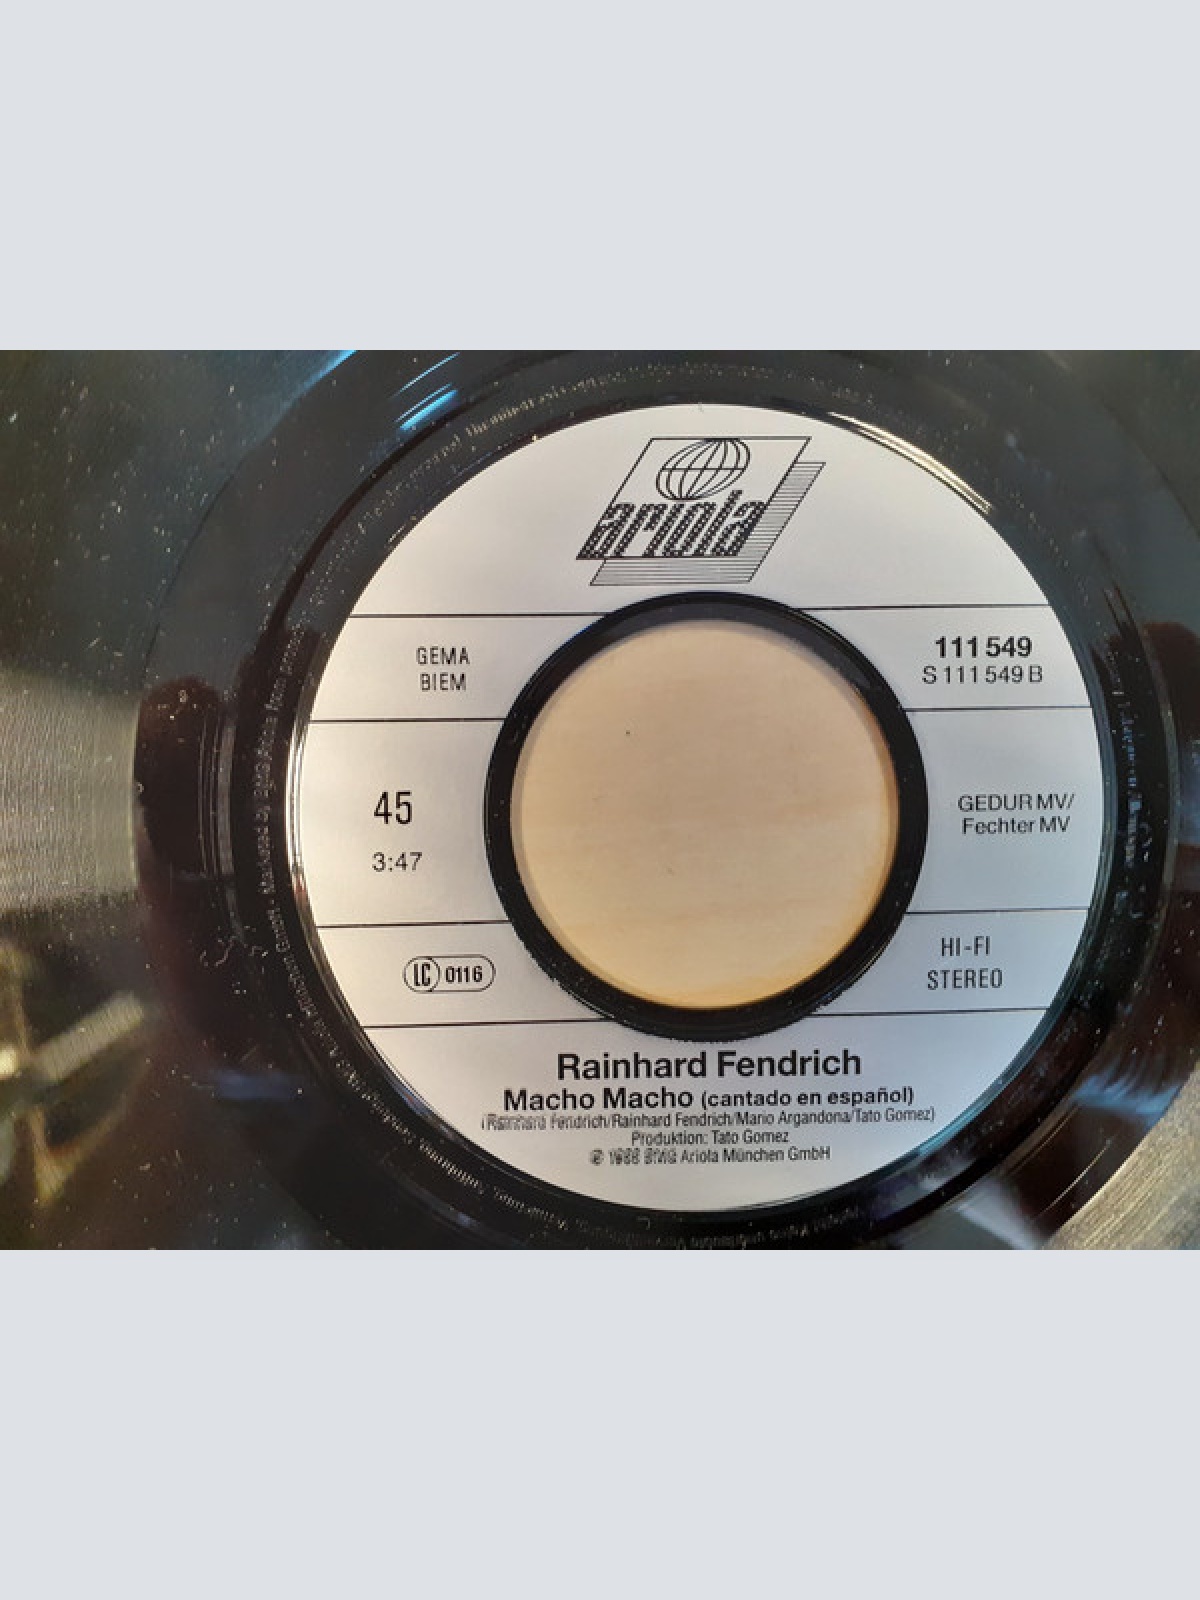 ariola
GEMA
BIEM
111 549
S 111 549 B
45
3:47
GEDUR MV/
Fechter MV
LC 0116
HI-FI
STEREO
Rainhard Fendrich
Macho Macho (cantado en español)
(Rainhard Fendrich/Rainhard Fendrich/Mario Argandona/Tato Gomez)
Produktion: Tato Gomez
℗ 1988 BMG Ariola München GmbH